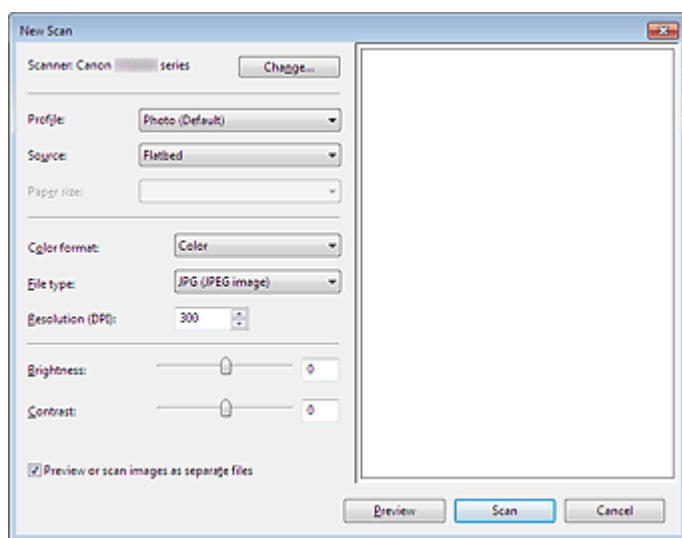 New Scan
Scanner: Canon series Change...
Profile: Photo (Default)
Source: Flatbed
Paper size:
Color format: Color
File type: JPG (JPEG image)
Resolution (DPI): 300
Brightness: 0
Contrast: 0
Preview or scan images as separate files
Preview Scan Cancel